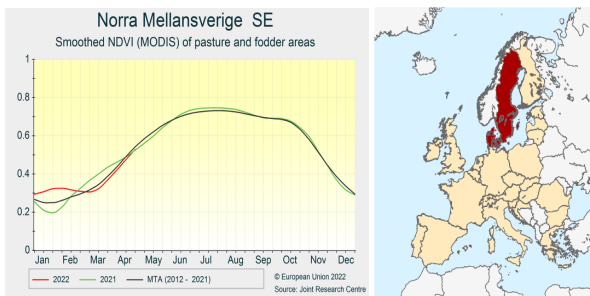 Norra Mellansverige SE
Smoothed NDVI (MODIS) of pasture and fodder areas
1
0.8
0.6
0.4
0.2
0
Jan Feb Mar Apr May Jun Jul Aug Sep Oct Nov Dec
2022 2021 MTA (2012 - 2021)
© European Union 2022
Source: Joint Research Centre